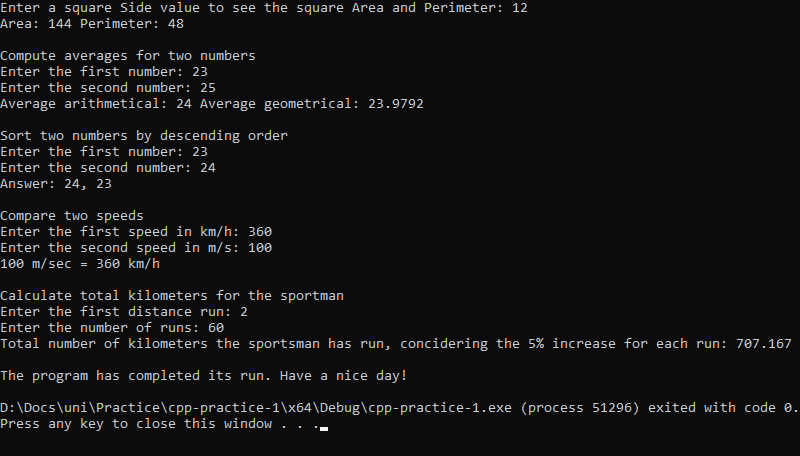 Enter a square Side value to see the square Area and Perimeter: 12
Area: 144 Perimeter: 48
Compute averages for two numbers
Enter the first number: 23
Enter the second number: 25
Average arithmetical: 24 Average geometrical: 23.9792
Sort two numbers by descending order
Enter the first number: 23
Enter the second number: 24
Answer: 24, 23
Compare two speeds
Enter the first speed in km/h: 360
Enter the second speed in m/s: 100
100 m/sec = 360 km/h
Calculate total kilometers for the sportman
Enter the first distance run: 2
Enter the number of runs: 60
Total number of kilometers the sportsman has run, concidering the 5% increase for each run: 707.167
The program has completed its run. Have a nice day!
D:\Docs\uni\Practice\cpp-practice-1\x64\Debug\cpp-practice-1.exe (process 51296) exited with code 0.
Press any key to close this window . . .